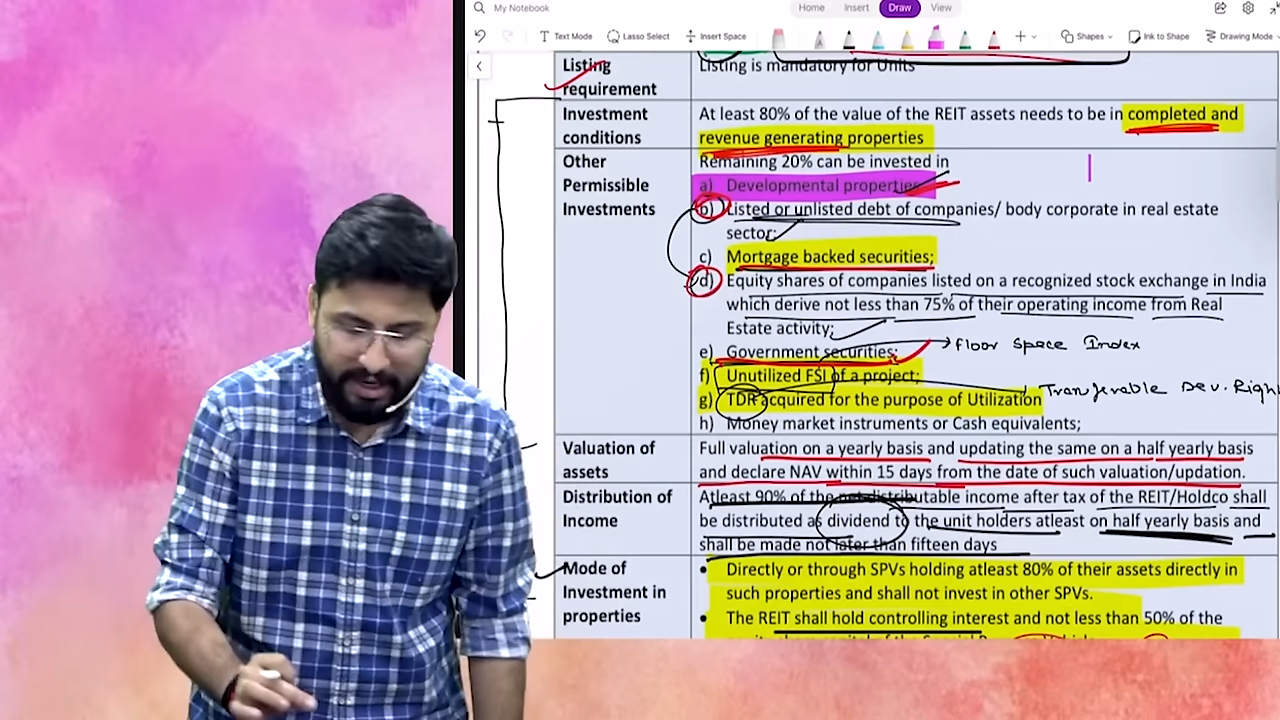 My Notebook
Home Insert Draw View
Text Mode Lasso Select Insert Space Shapes Ink to Shape Drawing Mode
Listing requirement
Listing is mandatory for Units
Investment conditions
At least 80% of the value of the REIT assets needs to be in completed and
revenue generating properties
Other Permissible Investments
Remaining 20% can be invested in
a) Developmental properties
b) Listed or unlisted debt of companies/ body corporate in real estate
sector;
c) Mortgage backed securities;
d) Equity shares of companies listed on a recognized stock exchange in India
which derive not less than 75% of their operating income from Real
Estate activity;
e) Government securities;
Floor Space Index
f) Unutilized FSI of a project;
g) TDR acquired for the purpose of Utilization
Transferable Dev. Right
h) Money market instruments or Cash equivalents;
Valuation of assets
Full valuation on a yearly basis and updating the same on a half yearly basis
and declare NAV within 15 days from the date of such valuation/updation.
Distribution of Income
Atleast 90% of the net distributable income after tax of the REIT/Holdco shall
be distributed as dividend to the unit holders atleast on half yearly basis and
shall be made not later than fifteen days
Mode of Investment in properties
• Directly or through SPVs holding atleast 80% of their assets directly in
such properties and shall not invest in other SPVs.
• The REIT shall hold controlling interest and not less than 50% of the